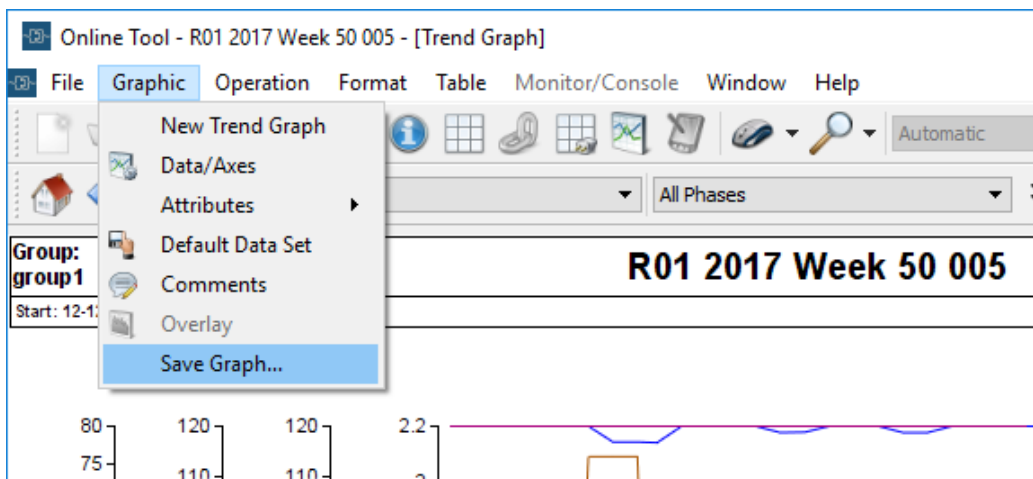 Online Tool - R01 2017 Week 50 005 - [Trend Graph]
File Graphic Operation Format Table Monitor/Console Window Help
New Trend Graph
Automatic
Data/Axes
Attributes
All Phases
Default Data Set
Group:
group1
R01 2017 Week 50 005
Comments
Start: 12-1
Overlay
Save Graph...
80 120 120 2.2
75
110 110 2